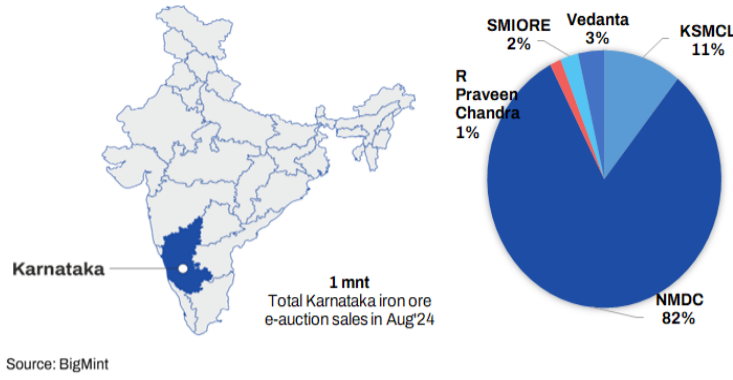 SMIORE
2%
Vedanta
3%
KSMCL
11%
R
Praveen
Chandra
1%
Karnataka
1 mnt
Total Karnataka iron ore
e-auction sales in Aug'24
NMDC
82%
Source: BigMint